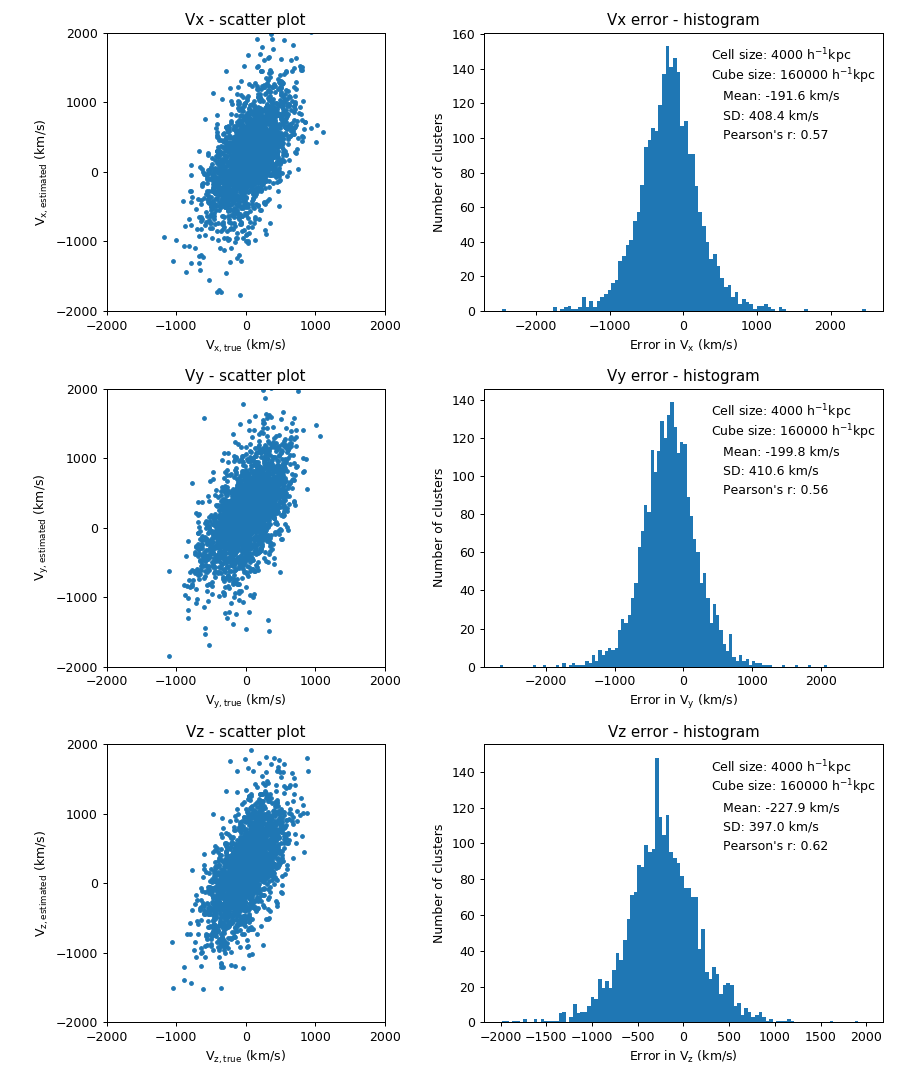 Vx - scatter plot
2000
1000
0
−1000
−2000
−2000 −1000 0 1000 2000
Vx, estimated (km/s)
Vx, true (km/s)
Vx error - histogram
160
140
120
100
80
60
40
20
0
−2000 −1000 0 1000 2000
Number of clusters
Error in Vx (km/s)
Cell size: 4000 h⁻¹kpc
Cube size: 160000 h⁻¹kpc
Mean: -191.6 km/s
SD: 408.4 km/s
Pearson's r: 0.57
Vy - scatter plot
2000
1000
0
−1000
−2000
−2000 −1000 0 1000 2000
Vy, estimated (km/s)
Vy, true (km/s)
Vy error - histogram
140
120
100
80
60
40
20
0
−2000 −1000 0 1000 2000
Number of clusters
Error in Vy (km/s)
Cell size: 4000 h⁻¹kpc
Cube size: 160000 h⁻¹kpc
Mean: -199.8 km/s
SD: 410.6 km/s
Pearson's r: 0.56
Vz - scatter plot
2000
1000
0
−1000
−2000
−2000 −1000 0 1000 2000
Vz, estimated (km/s)
Vz, true (km/s)
Vz error - histogram
140
120
100
80
60
40
20
0
−2000 −1500 −1000 −500 0 500 1000 1500 2000
Number of clusters
Error in Vz (km/s)
Cell size: 4000 h⁻¹kpc
Cube size: 160000 h⁻¹kpc
Mean: -227.9 km/s
SD: 397.0 km/s
Pearson's r: 0.62